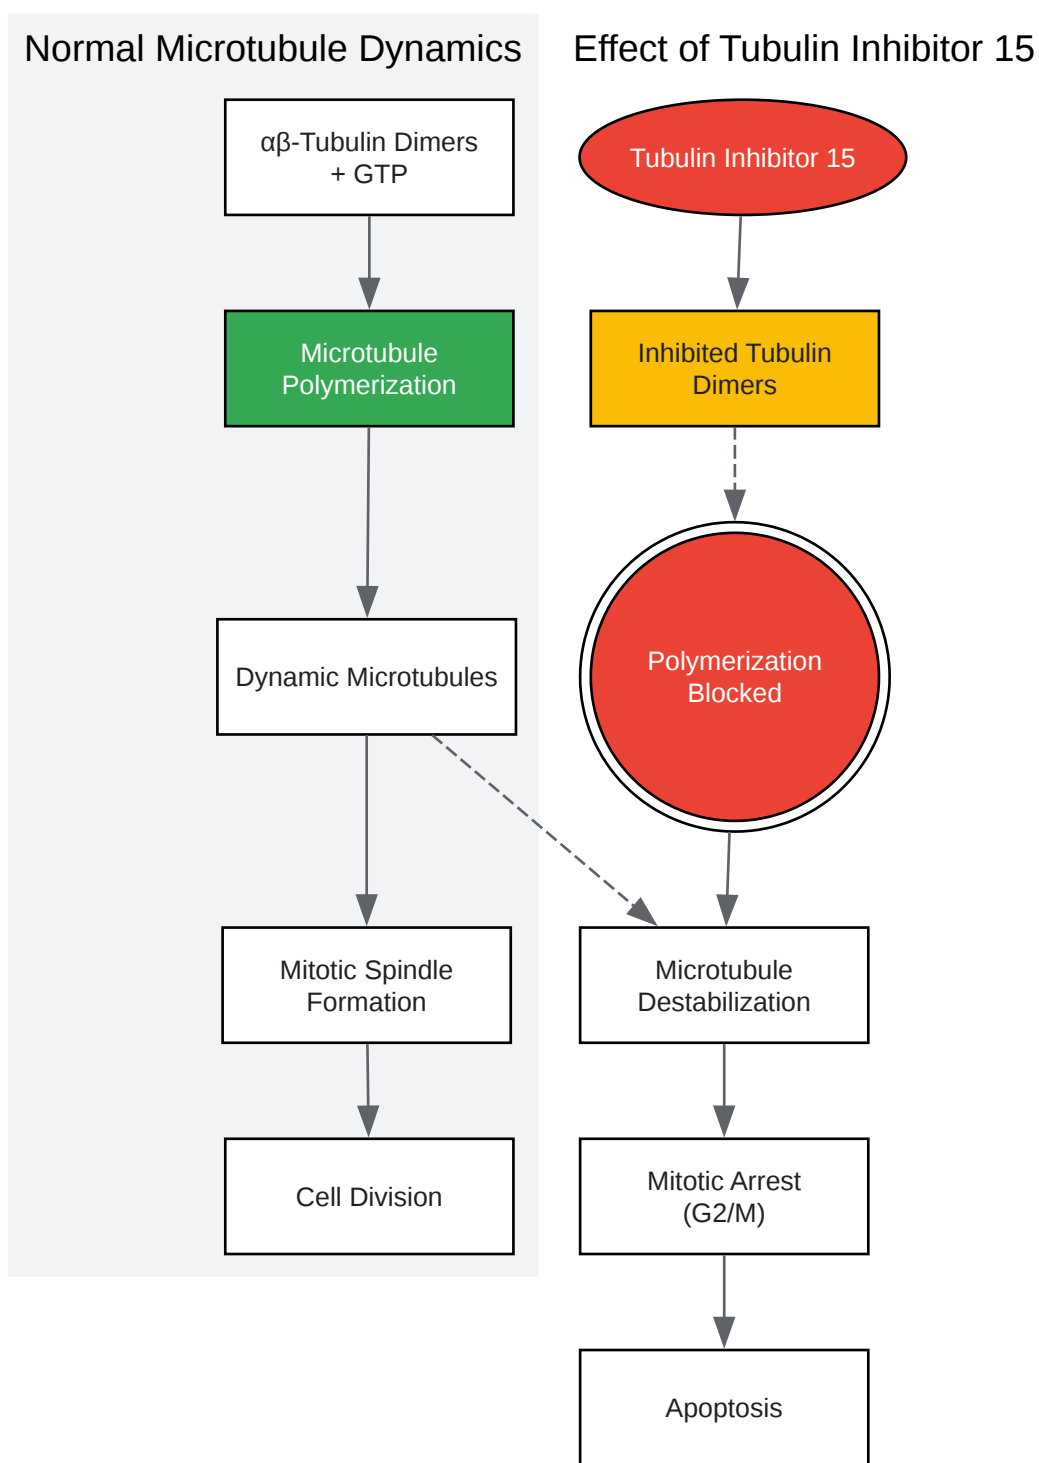 Normal Microtubule Dynamics
αβ-Tubulin Dimers
+ GTP
Microtubule
Polymerization
Dynamic Microtubules
Mitotic Spindle
Formation
Cell Division
Effect of Tubulin Inhibitor 15
Tubulin Inhibitor 15
Inhibited Tubulin
Dimers
Polymerization
Blocked
Microtubule
Destabilization
Mitotic Arrest
(G2/M)
Apoptosis